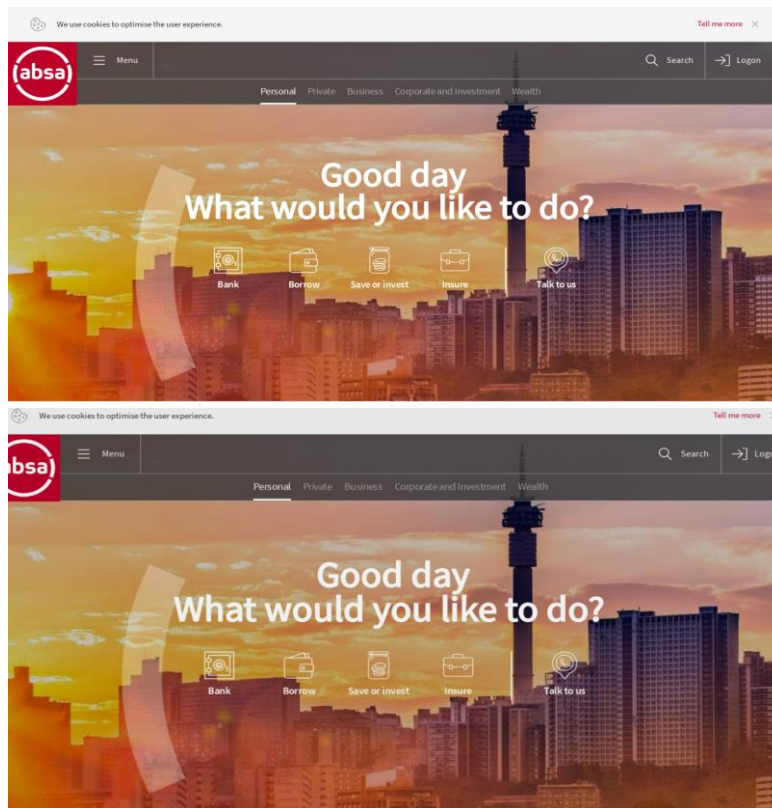 We use cookies to optimise the user experience. Tell me more
absa Menu Search Logon
Personal Private Business Corporate and Investment Wealth
Good day
What would you like to do?
Bank Borrow Save or invest Insure Talk to us
We use cookies to optimise the user experience. Tell me more
absa Menu Search Logon
Personal Private Business Corporate and Investment Wealth
Good day
What would you like to do?
Bank Borrow Save or invest Insure Talk to us